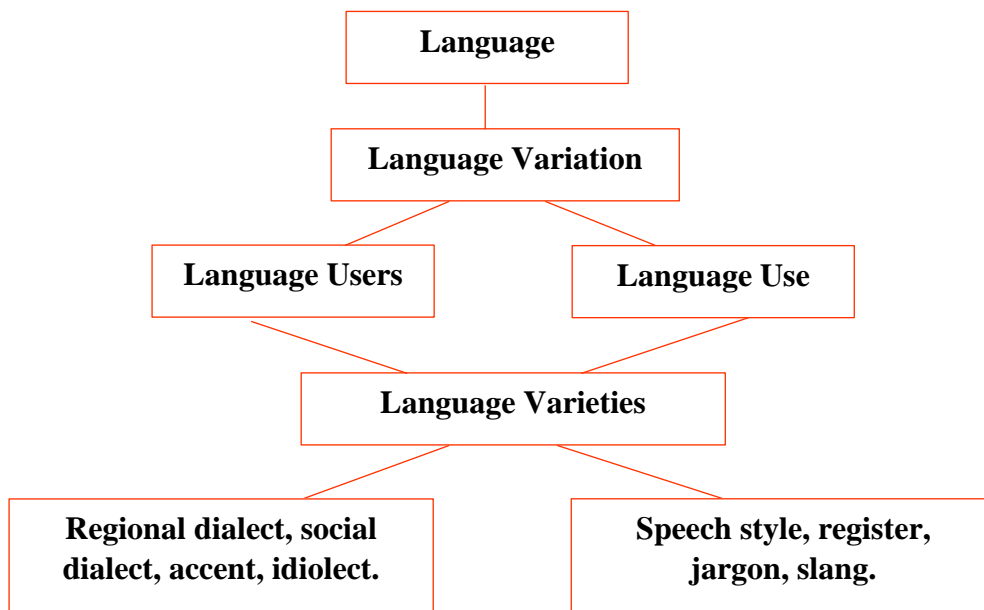 Language
Language Variation
Language Users
Language Use
Language Varieties
Regional dialect, social
dialect, accent, idiolect.
Speech style, register,
jargon, slang.